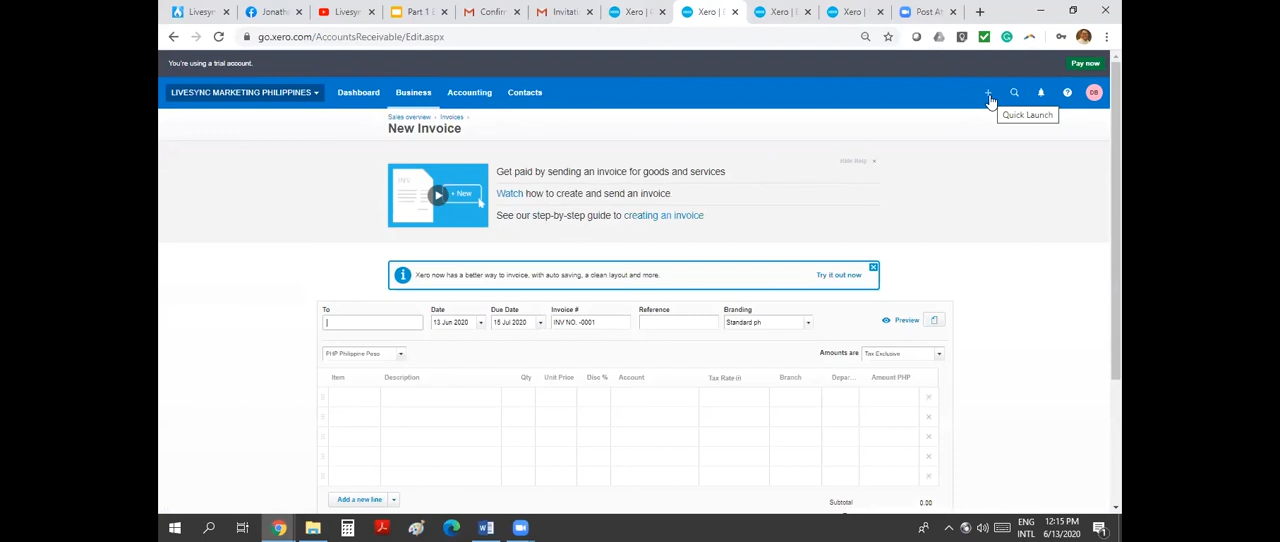 Livesync
Jonathe
Livesyn
Part 1
Confirm
Invitati
Xero |
Xero |
Xero |
Xero |
Post At
go.xero.com/AccountsReceivable/Edit.aspx
You're using a trial account.
Pay now
LIVESYNC MARKETING PHILIPPINES
Dashboard
Business
Accounting
Contacts
DB
Quick Launch
Sales overview › Invoices ›
New Invoice
INV
+ New
Get paid by sending an invoice for goods and services
Watch how to create and send an invoice
See our step-by-step guide to creating an invoice
Xero now has a better way to invoice, with auto saving, a clean layout and more.
Try it out now
To
Date
Due Date
Invoice #
Reference
Branding
13 Jun 2020
15 Jul 2020
INV NO. -0001
Standard ph
Preview
PHP Philippine Peso
Amounts are
Tax Exclusive
Item
Description
Qty
Unit Price
Disc %
Account
Tax Rate
Branch
Depar...
Amount PHP
Add a new line
Subtotal
0.00
ENG
INTL
12:15 PM
6/13/2020